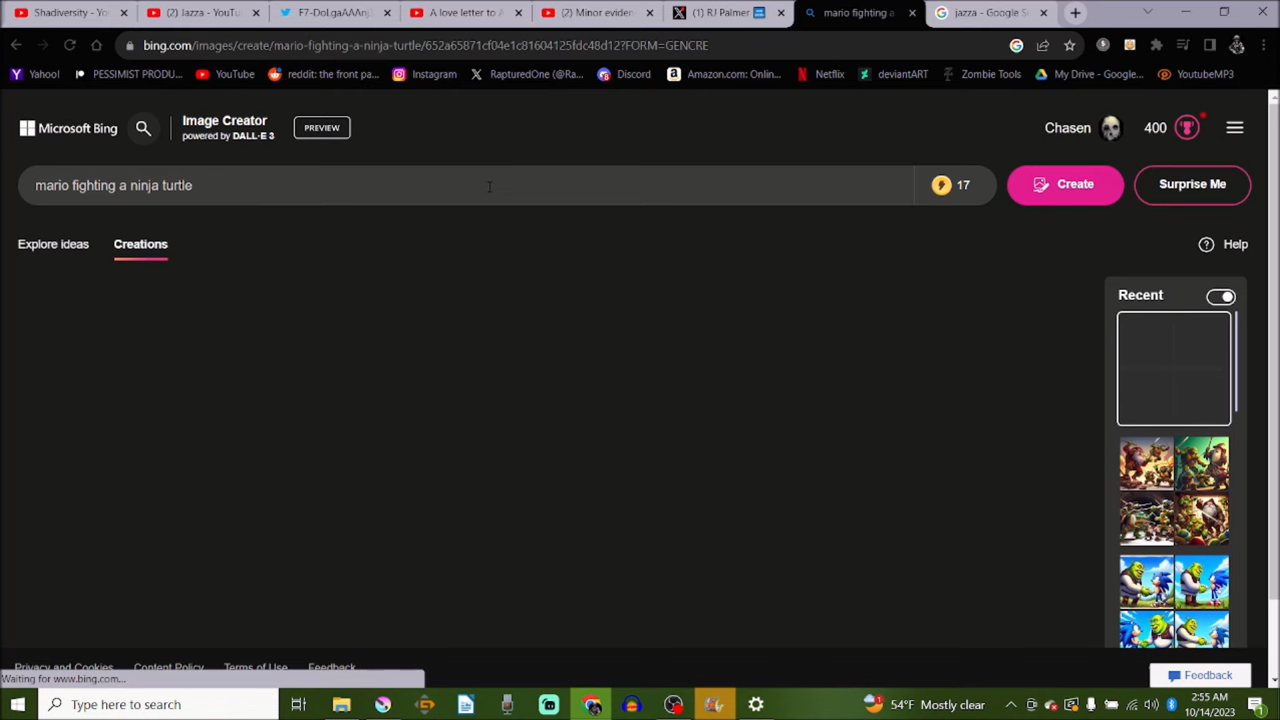 Shadiversity - Yo
(2) Jazza - YouTu
F7-DoLgaAAAnj
A love letter to A
(2) Minor eviden
(1) RJ Palmer
mario fighting a
jazza - Google S
bing.com/images/create/mario-fighting-a-ninja-turtle/652a65871cf04e1c81604125fdc48d12?FORM=GENCRE
Yahoo!
PESSIMIST PRODU...
YouTube
reddit: the front pa...
Instagram
RapturedOne (@Ra...
Discord
Amazon.com: Onlin...
Netflix
deviantART
Zombie Tools
My Drive - Google...
YoutubeMP3
Microsoft Bing
Image Creator
powered by DALL-E 3
PREVIEW
Chasen
400
mario fighting a ninja turtle
17
Create
Surprise Me
Explore ideas
Creations
Help
Recent
Privacy and Cookies
Content Policy
Terms of Use
Feedback
Waiting for www.bing.com...
Feedback
Type here to search
54°F Mostly clear
2:55 AM
10/14/2023